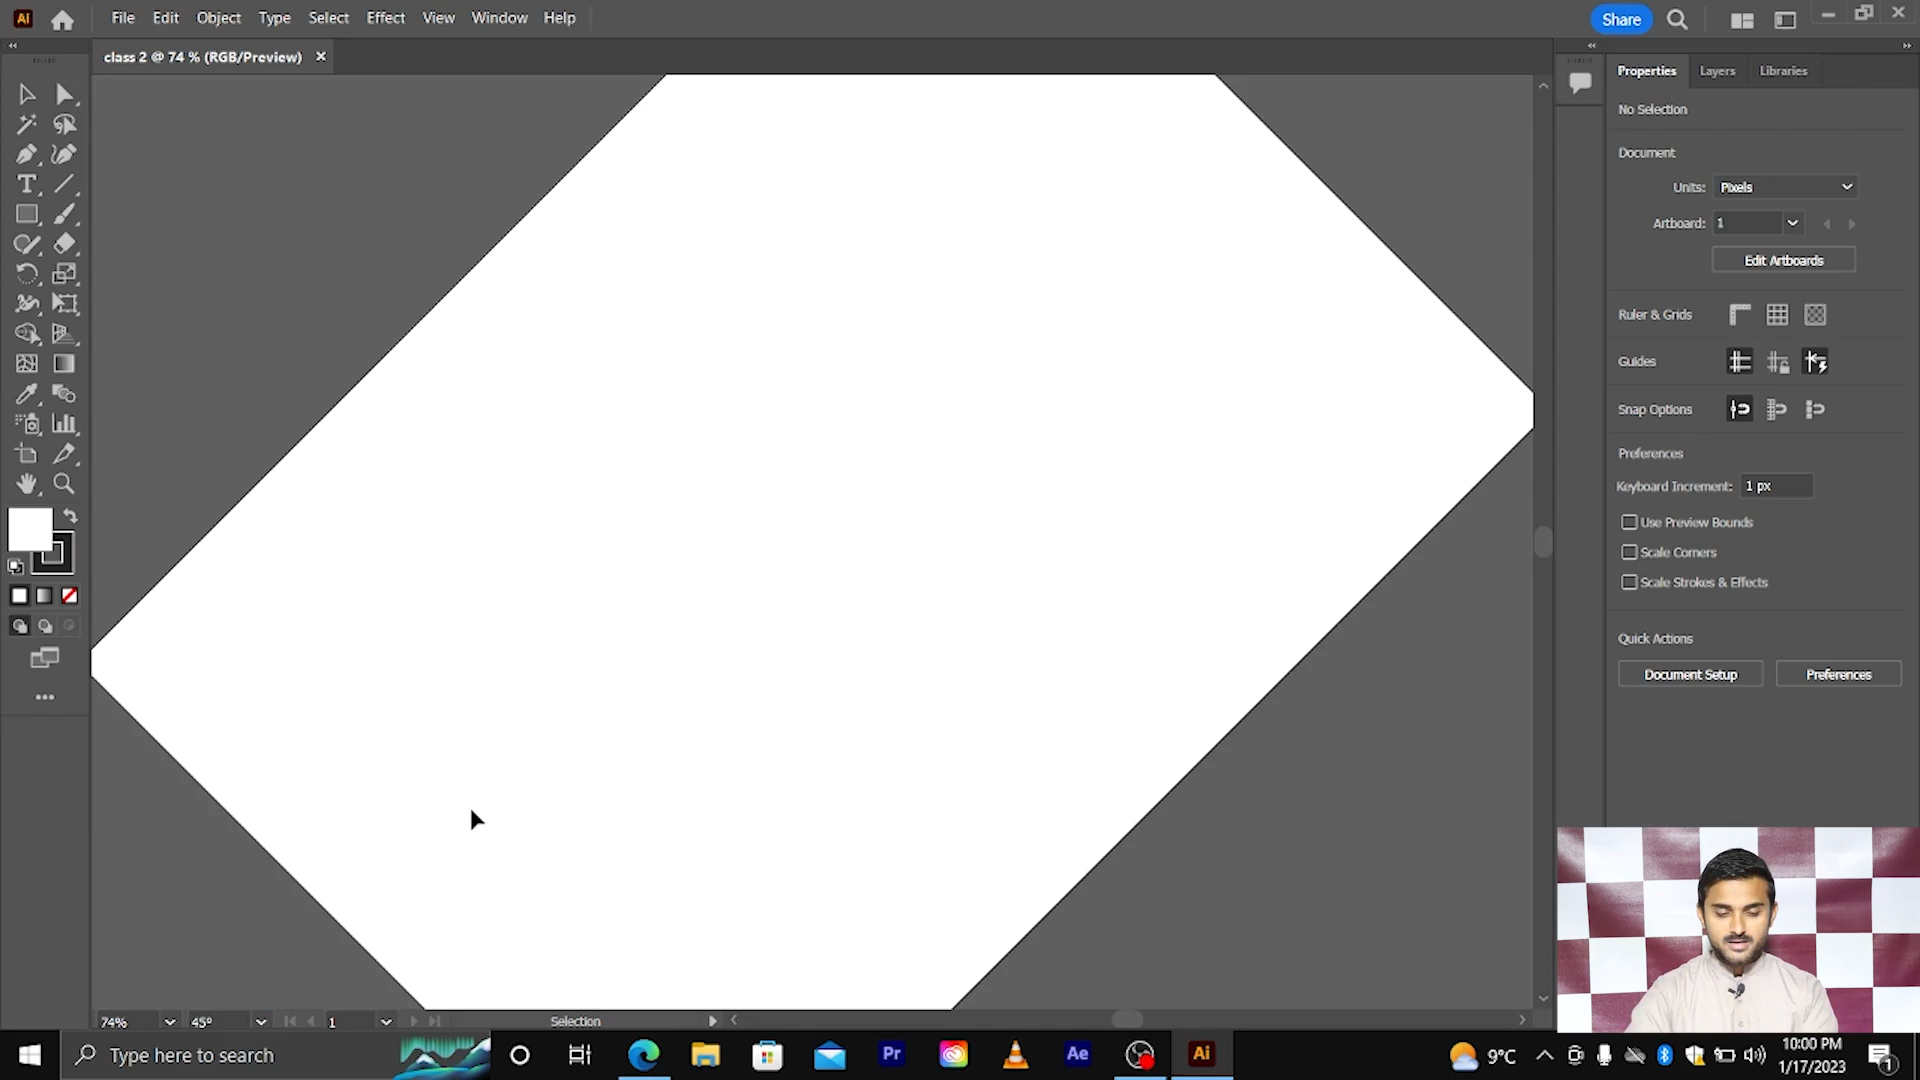 Ai File Edit Object Type Select Effect View Window Help Share
class 2 @ 74 % (RGB/Preview)
Properties Layers Libraries
No Selection
Document
Units: Pixels
Artboard: 1
Edit Artboards
Ruler & Grids
Guides
Snap Options
Preferences
Keyboard Increment: 1 px
Use Preview Bounds
Scale Corners
Scale Strokes & Effects
Quick Actions
Document Setup Preferences
74% 45° 1 Selection
Type here to search
Pr Ae Ai
9°C
10:00 PM
1/17/2023
1